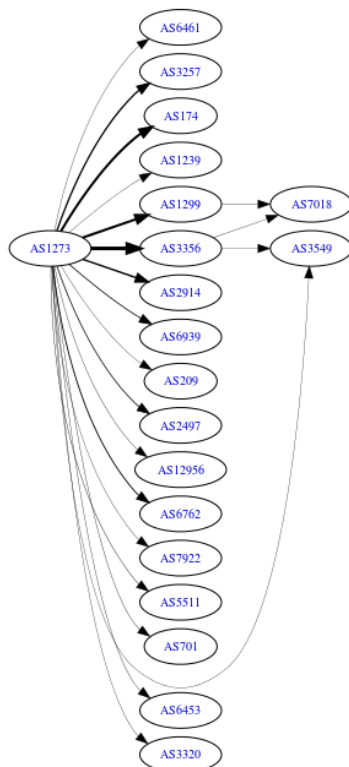 AS6461
AS3257
AS174
AS1239
AS1299
AS7018
AS1273
AS3356
AS3549
AS2914
AS6939
AS209
AS2497
AS12956
AS6762
AS7922
AS5511
AS701
AS6453
AS3320